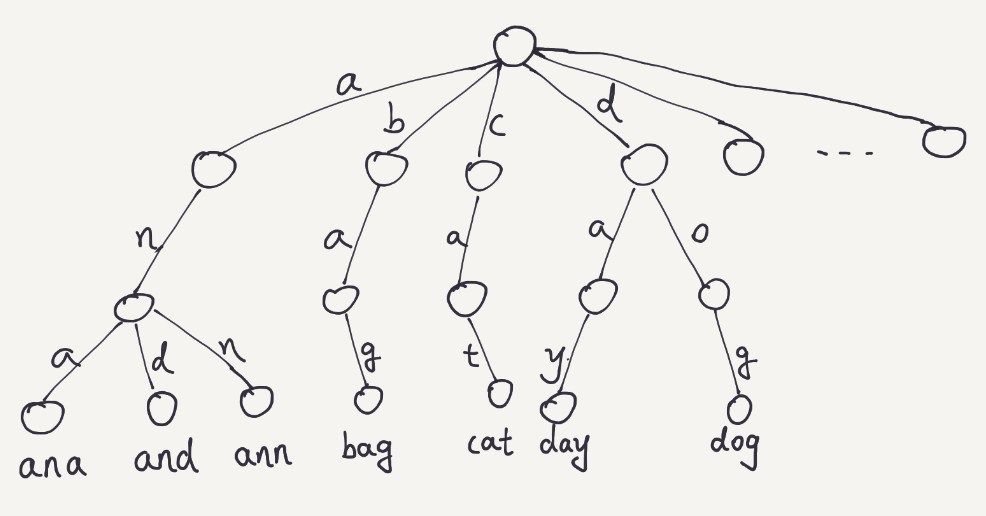 a b c d
n a a a o
a d n g t y g
ana and ann bag cat day dog